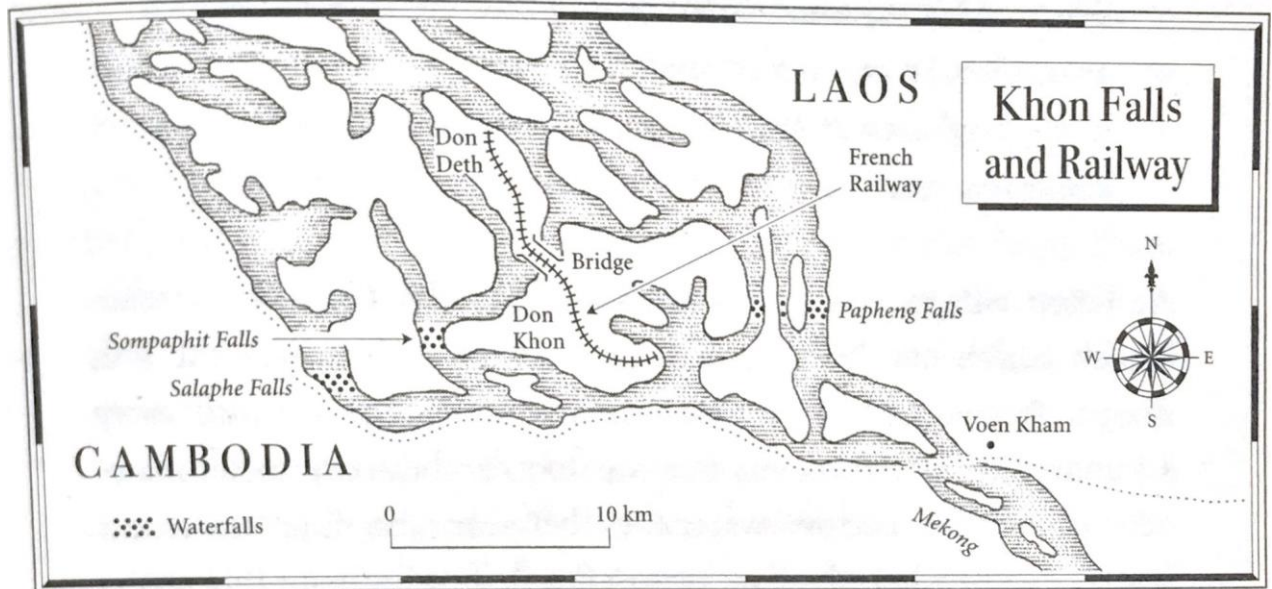 LAOS
Khon Falls
and Railway
Don
Deth
French
Railway
N
Bridge
Don
Khon
Papheng Falls
Sompaphit Falls
W
E
Salaphe Falls
S
Voen Kham
CAMBODIA
0
10 km
Waterfalls
Mekong